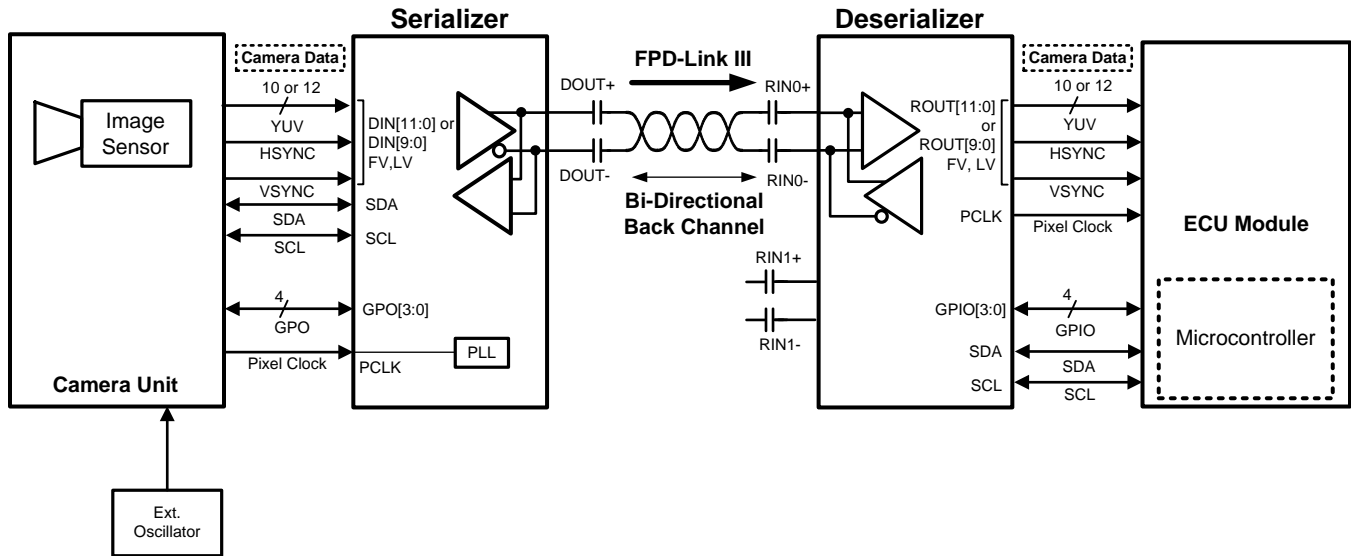 Serializer
Deserializer
Camera Data
FPD-Link III
Camera Data
DOUT+
RIN0+
10 or 12
YUV
HSYNC
VSYNC
SDA
SCL
4
GPO
Pixel Clock
Image
Sensor
Camera Unit
Ext.
Oscillator
DIN[11:0] or
DIN[9:0]
FV,LV
SDA
SCL
GPO[3:0]
PCLK
PLL
DOUT-
RIN0-
Bi-Directional
Back Channel
RIN1+
RIN1-
ROUT[11:0]
or
ROUT[9:0]
FV, LV
PCLK
GPIO[3:0]
SDA
SCL
10 or 12
YUV
HSYNC
VSYNC
Pixel Clock
4
GPIO
SDA
SCL
ECU Module
Microcontroller